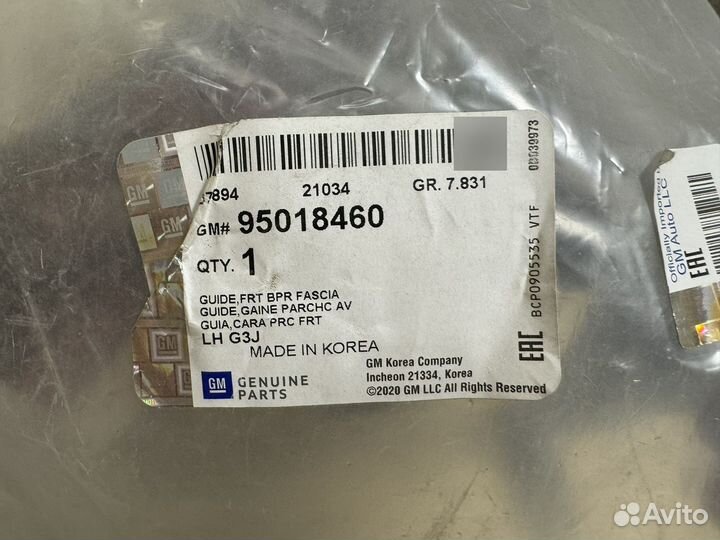 57894 21034 GR. 7.831
GM# 95018460
QTY. 1
GUIDE,FRT BPR FASCIA
GUIDE,GAINE PARCHC AV
GUIA,CARA PRC FRT
LH G3J
MADE IN KOREA
GM GENUINE PARTS
GM Korea Company
Incheon 21334, Korea
©2020 GM LLC All Rights Reserved
BCP0905535 VTF 0D039973
EAC
Officially Imported
GM Auto LLC
EAC
Avito